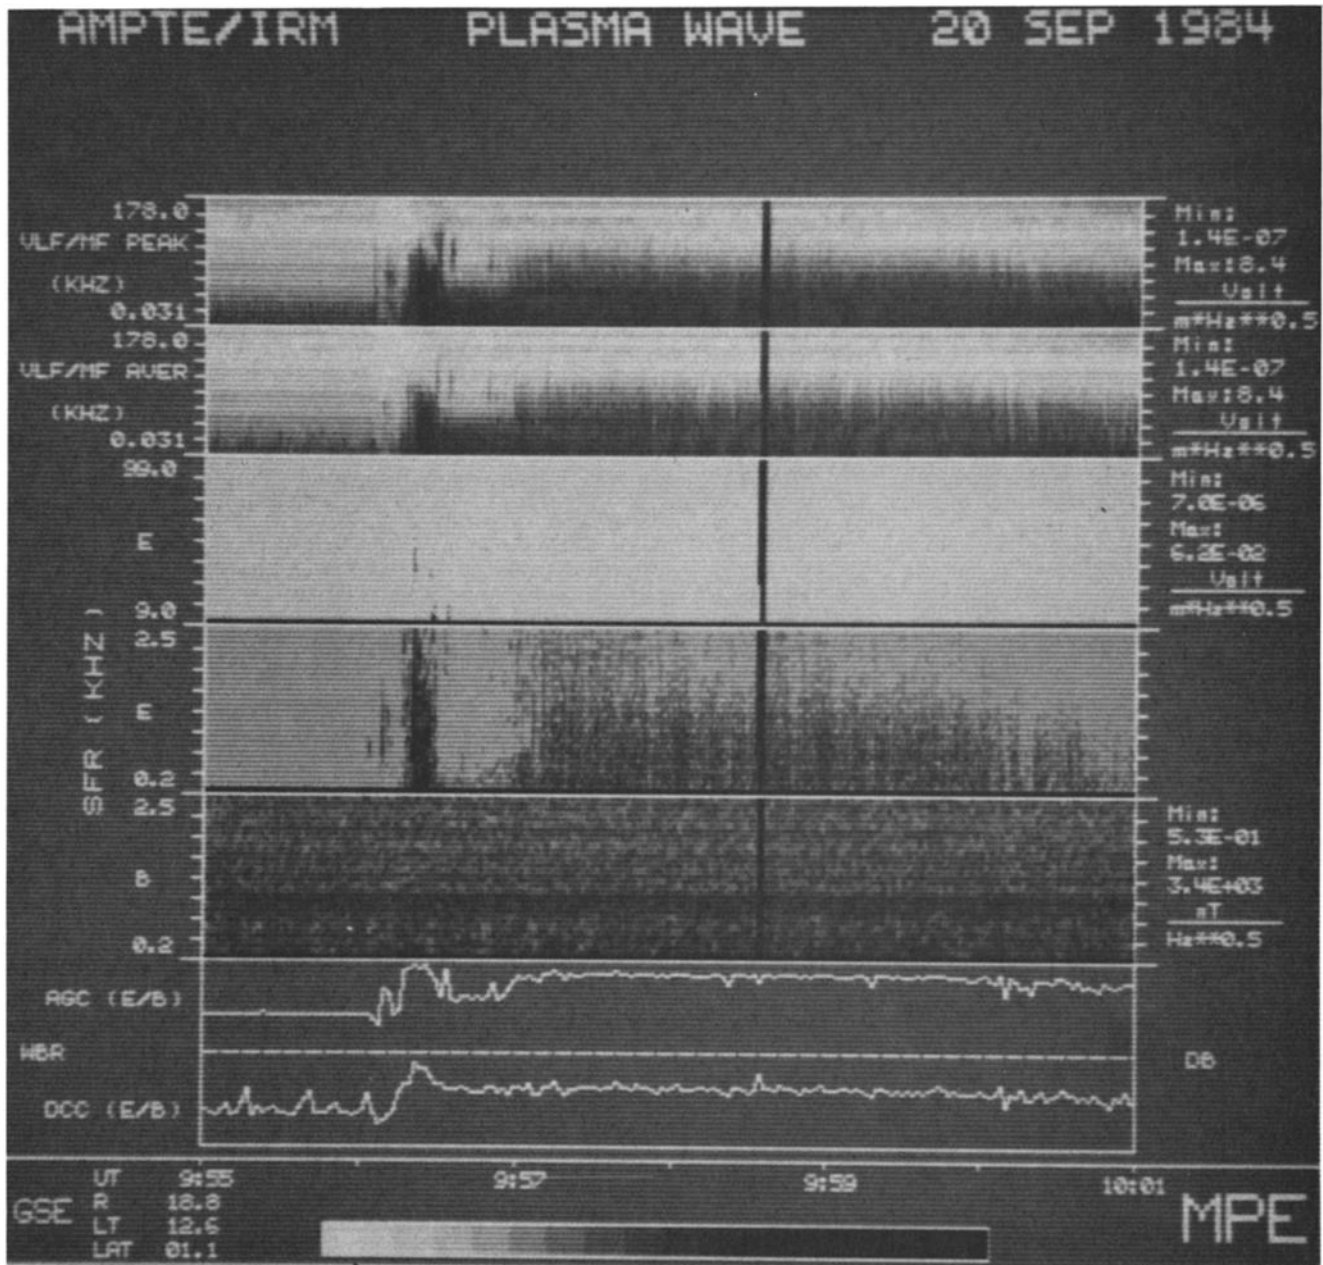 AMPTE/IRM PLASMA WAVE 20 SEP 1984
178.0
VLF/MF PEAK
(KHZ)
0.031
Min:
1.4E-07
Max:8.4
Volt
m*Hz**0.5
178.0
VLF/MF AVER
(KHZ)
0.031
Min:
1.4E-07
Max:8.4
Volt
m*Hz**0.5
SFR (KHZ)
99.0
E
9.0
Min:
7.0E-06
Max:
6.2E-02
Volt
m*Hz**0.5
2.5
E
0.2
2.5
B
0.2
Min:
5.3E-01
Max:
3.4E+03
nT
Hz**0.5
AGC (E/B)
WBR
DB
DCC (E/B)
UT 9:55 9:57 9:59 10:01
GSE
R 18.8
LT 12.6
LAT 01.1
MPE